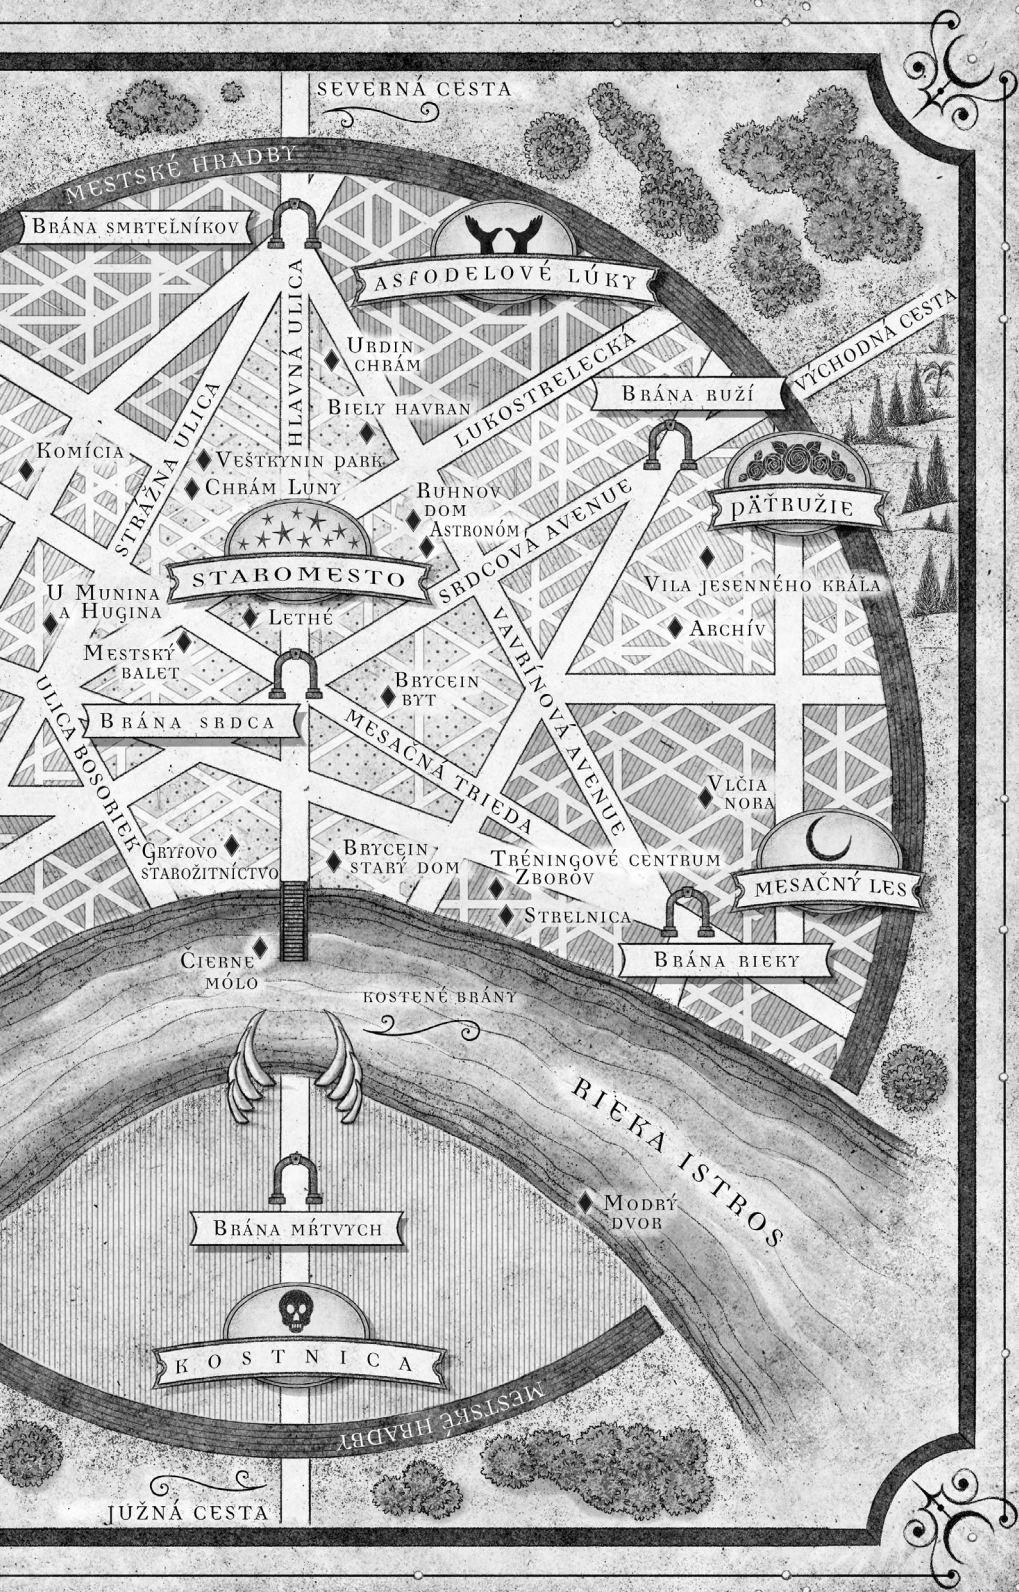 SEVERNÁ CESTA
MESTSKÉ HRADBY
BRÁNA SMRTEĽNÍKOV
ASFODELOVÉ LÚKY
VÝCHODNÁ CESTA
HLAVNÁ ULICA
URDIN
CHRÁM
LUKOSTRELECKÁ
BRÁNA RUŽÍ
BIELY HAVRAN
STRÁŽNA ULICA
KOMÍCIA
VEŠTKYNIN PARK
CHRÁM LUNY
RUHNOV
DOM
ASTRONÓM
SRDCOVÁ AVENUE
PÄŤRUŽIE
STAROMESTO
VILA JESENNÉHO KRÁĽA
U MUNINA
A HUGINA
LETHÉ
ARCHÍV
VAVRÍNOVÁ AVENUE
MESTSKÝ
BALET
BRYCEIN
BYT
ULICA BOSORIEK
BRÁNA SRDCA
MESAČNÁ TRIEDA
VLČIA
NORA
GRYFOVO
STAROŽITNÍCTVO
BRYCEIN
STARÝ DOM
TRÉNINGOVÉ CENTRUM
ZBOROV
MESAČNÝ LES
STRELNICA
BRÁNA RIEKY
ČIERNE
MÓLO
KOSTENÉ BRÁNY
RIEKA ISTROS
MODRÝ
DVOR
BRÁNA MŔTVYCH
KOSTNICA
MESTSKÉ HRADBY
JUŽNÁ CESTA